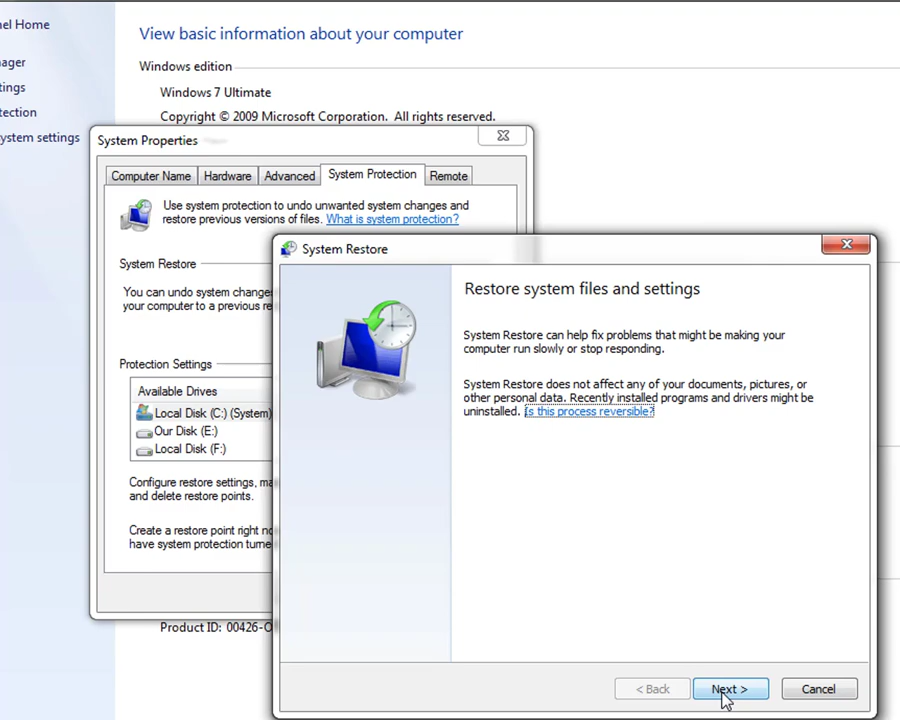 nel Home
ager
tings
tection
ystem settings
View basic information about your computer
Windows edition
Windows 7 Ultimate
Copyright © 2009 Microsoft Corporation. All rights reserved.
System Properties
Computer Name
Hardware
Advanced
System Protection
Remote
Use system protection to undo unwanted system changes and
restore previous versions of files. What is system protection?
System Restore
You can undo system changes
your computer to a previous re
Protection Settings
Available Drives
Local Disk (C:) (System)
Our Disk (E:)
Local Disk (F:)
Configure restore settings, ma
and delete restore points.
Create a restore point right no
have system protection turne
Product ID: 00426-O
System Restore
Restore system files and settings
System Restore can help fix problems that might be making your
computer run slowly or stop responding.
System Restore does not affect any of your documents, pictures, or
other personal data. Recently installed programs and drivers might be
uninstalled. Is this process reversible?
< Back
Next >
Cancel